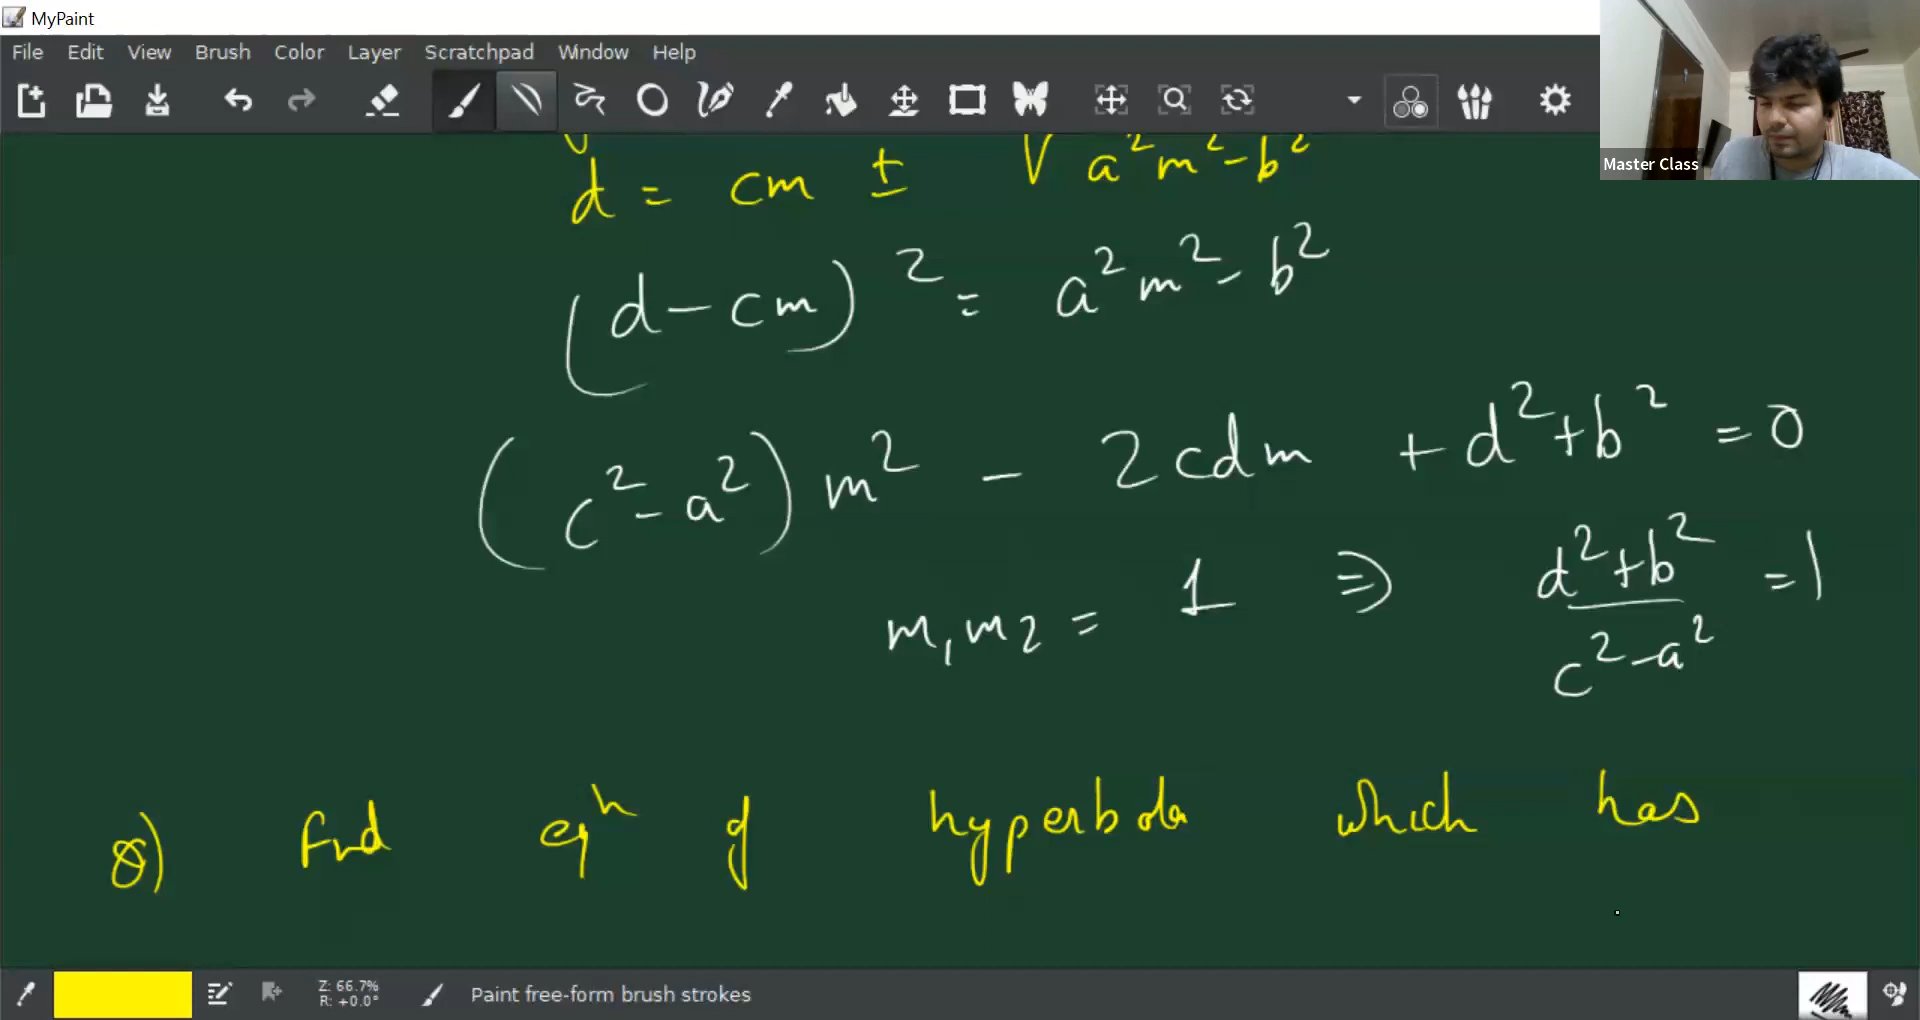 MyPaint
File Edit View Brush Color Layer Scratchpad Window Help
Master Class
d = cm ± √ a²m² - b²
(d - cm)² = a²m² - b²
(c² - a²) m² - 2cdm + d² + b² = 0
m₁m₂ = 1 ⇒ d² + b² / c² - a² = 1
Q) Find eqⁿ of hyperbola which has
Z: 66.7%
R: +0.0°
Paint free-form brush strokes